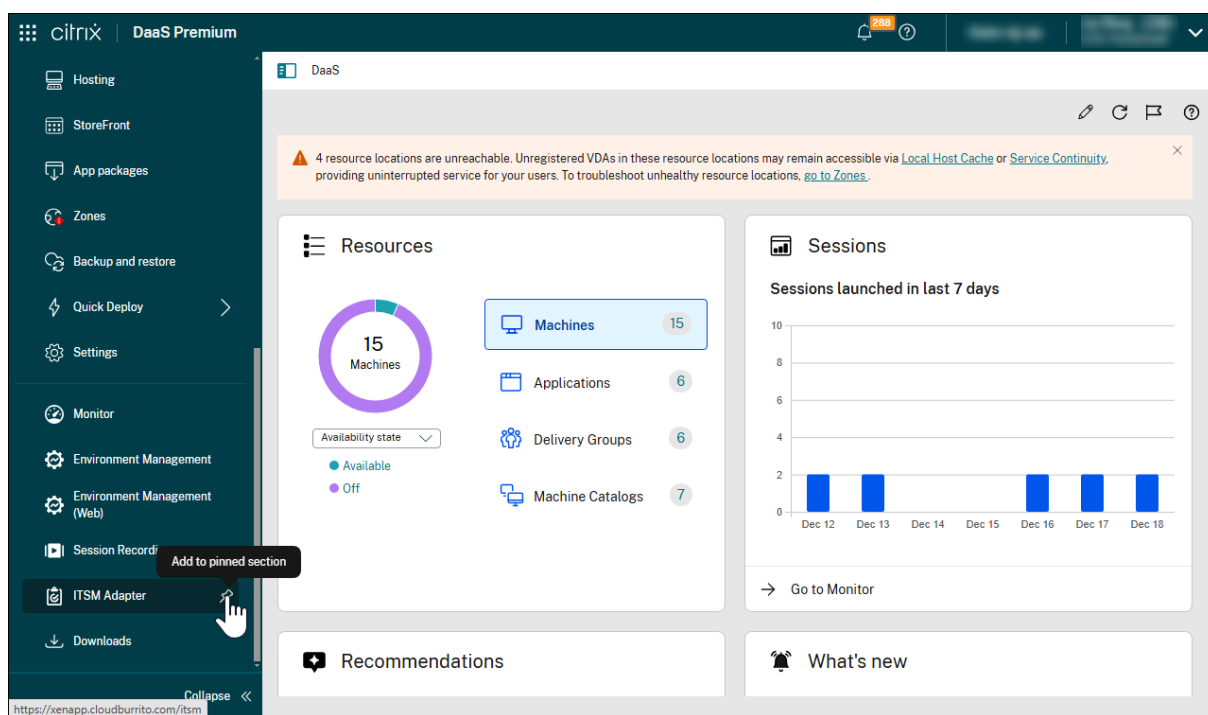 citrix DaaS Premium
288
Hosting
StoreFront
App packages
Zones
Backup and restore
Quick Deploy
Settings
Monitor
Environment Management
Environment Management
(Web)
Session Recordi
Add to pinned section
ITSM Adapter
Downloads
Collapse
https://xenapp.cloudburrito.com/itsm
DaaS
4 resource locations are unreachable. Unregistered VDAs in these resource locations may remain accessible via Local Host Cache or Service Continuity,
providing uninterrupted service for your users. To troubleshoot unhealthy resource locations, go to Zones .
Resources
15
Machines
Availability state
Available
Off
Machines 15
Applications 6
Delivery Groups 6
Machine Catalogs 7
Sessions
Sessions launched in last 7 days
10
8
6
4
2
0
Dec 12 Dec 13 Dec 14 Dec 15 Dec 16 Dec 17 Dec 18
Go to Monitor
Recommendations
What's new